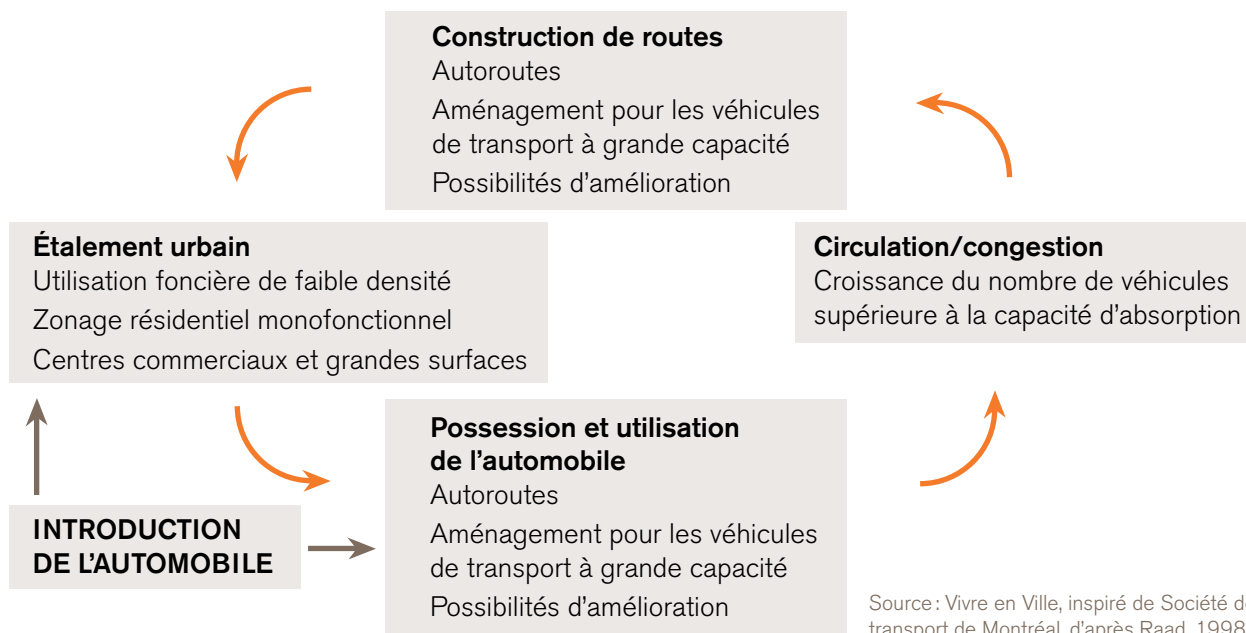 Construction de routes
Autoroutes
Aménagement pour les véhicules
de transport à grande capacité
Possibilités d'amélioration
Étalement urbain
Utilisation foncière de faible densité
Zonage résidentiel monofonctionnel
Centres commerciaux et grandes surfaces
Circulation/congestion
Croissance du nombre de véhicules
supérieure à la capacité d'absorption
Possession et utilisation
de l'automobile
Autoroutes
Aménagement pour les véhicules
de transport à grande capacité
Possibilités d'amélioration
INTRODUCTION
DE L'AUTOMOBILE
Source : Vivre en Ville, inspiré de Société
transport de Montréal, d'après Raad, 1998